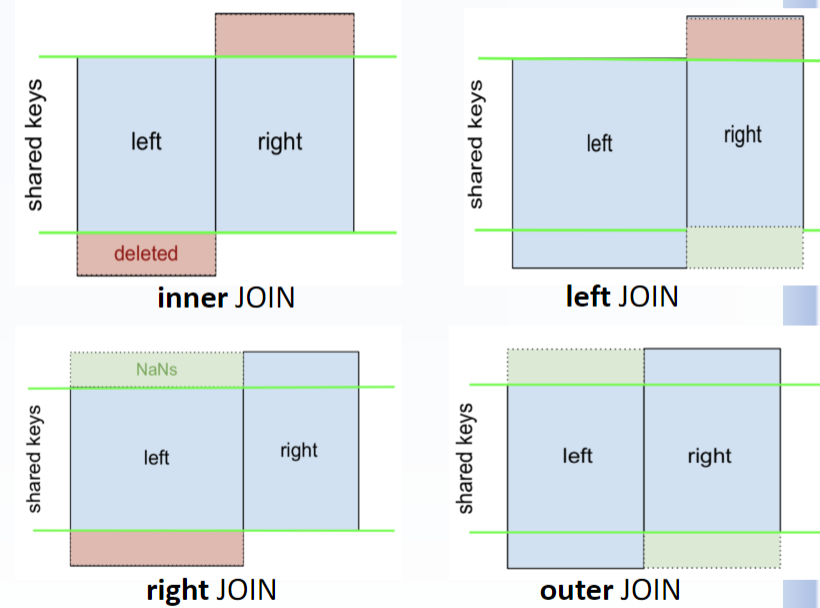 shared keys
left
right
deleted
inner JOIN
shared keys
left
right
left JOIN
shared keys
NaNs
left
right
right JOIN
shared keys
left
right
outer JOIN